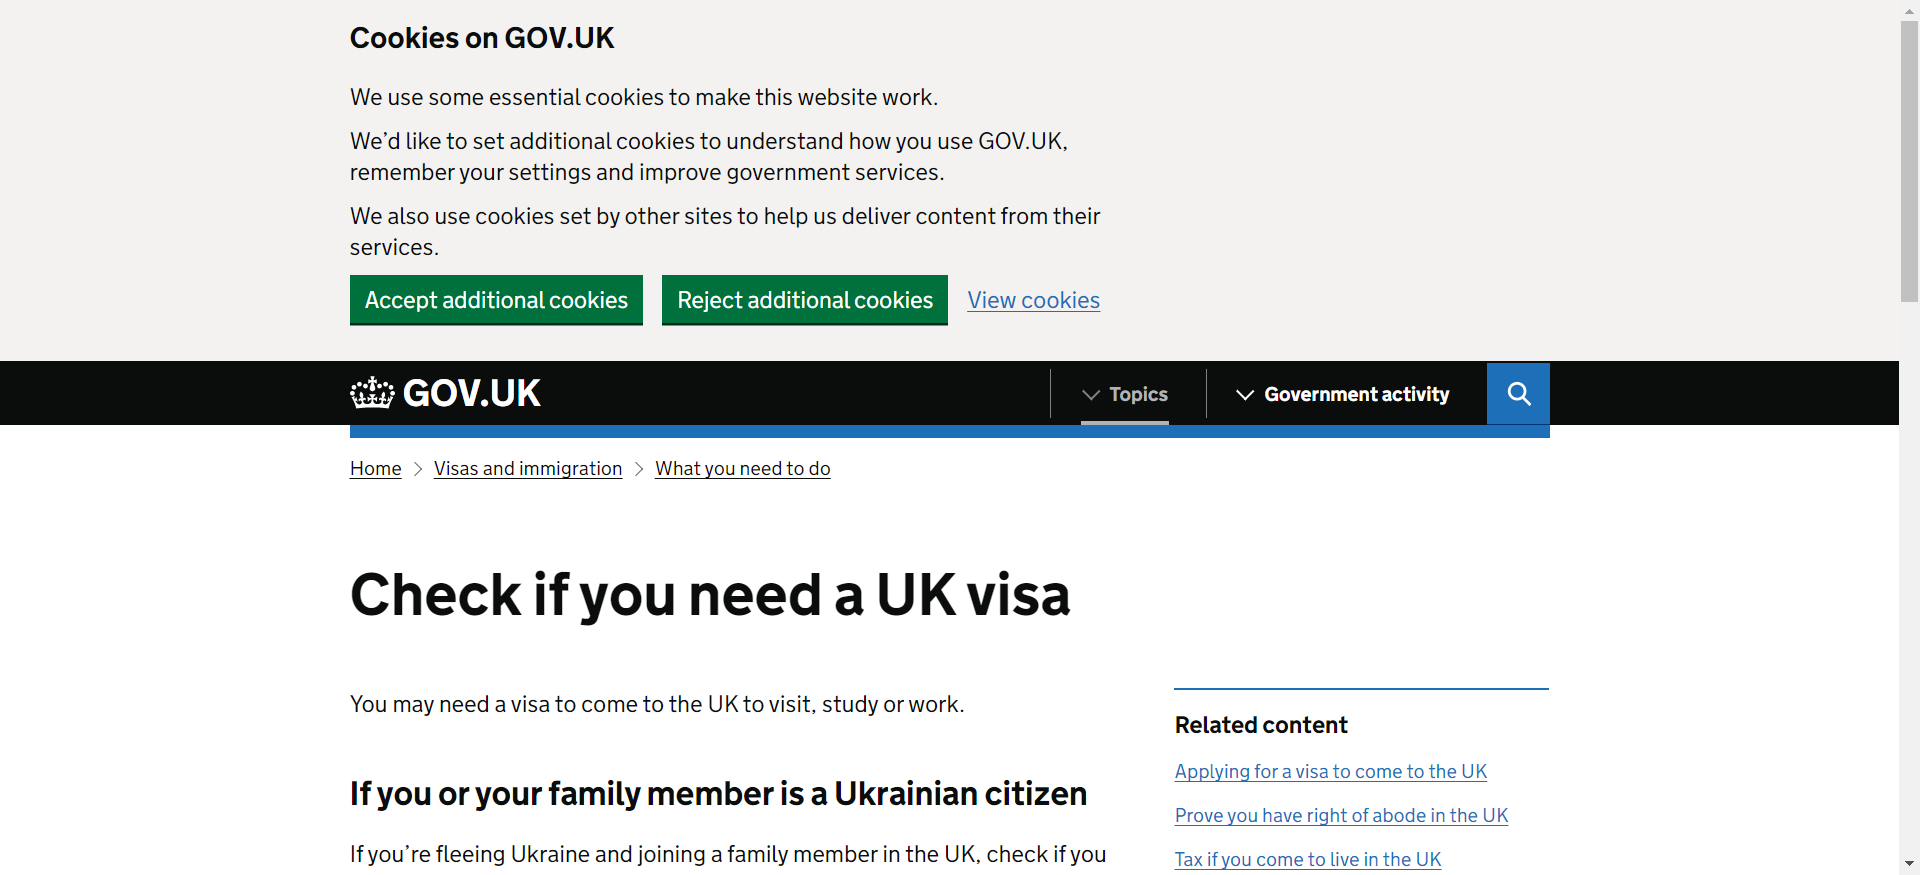 Cookies on GOV.UK
We use some essential cookies to make this website work.
We’d like to set additional cookies to understand how you use GOV.UK,
remember your settings and improve government services.
We also use cookies set by other sites to help us deliver content from their
services.
Accept additional cookies
Reject additional cookies
View cookies
GOV.UK
Topics
Government activity
Home
Visas and immigration
What you need to do
Check if you need a UK visa
You may need a visa to come to the UK to visit, study or work.
If you or your family member is a Ukrainian citizen
If you’re fleeing Ukraine and joining a family member in the UK, check if you
Related content
Applying for a visa to come to the UK
Prove you have right of abode in the UK
Tax if you come to live in the UK